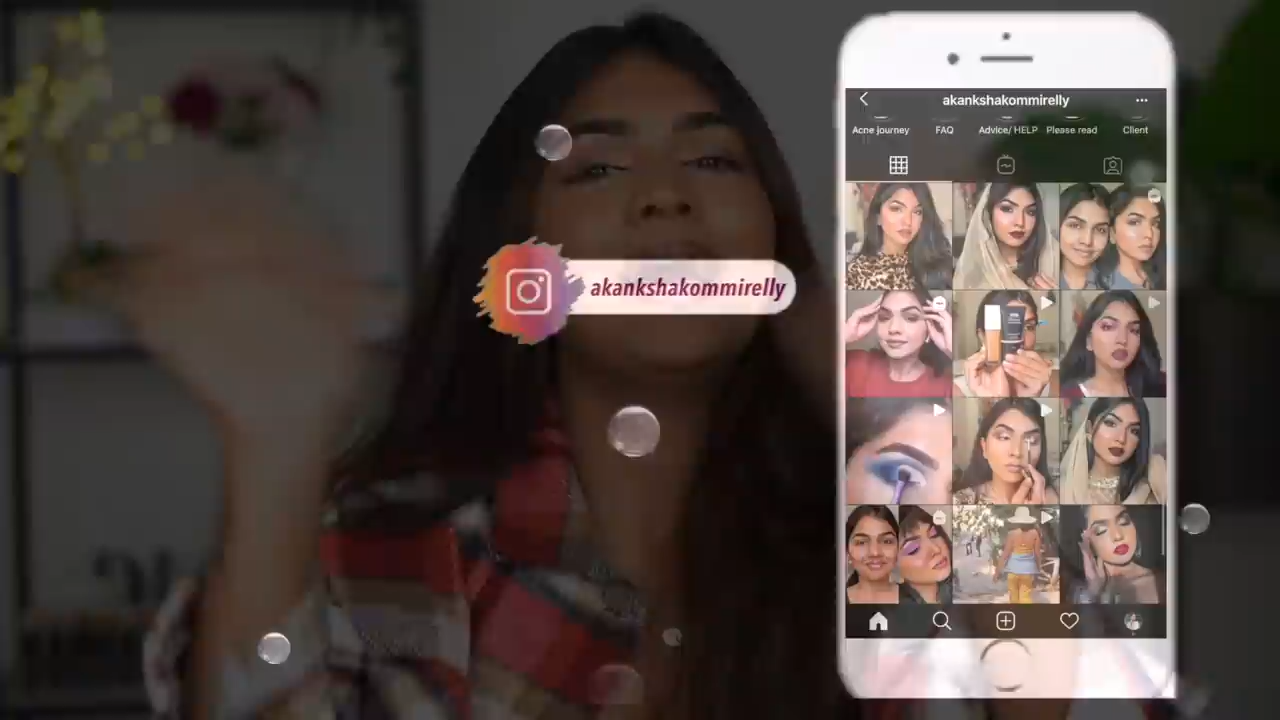 akankshakommirelly
Acne journey
FAQ
Advice/ HELP
Please read
Client
akankshakommirelly